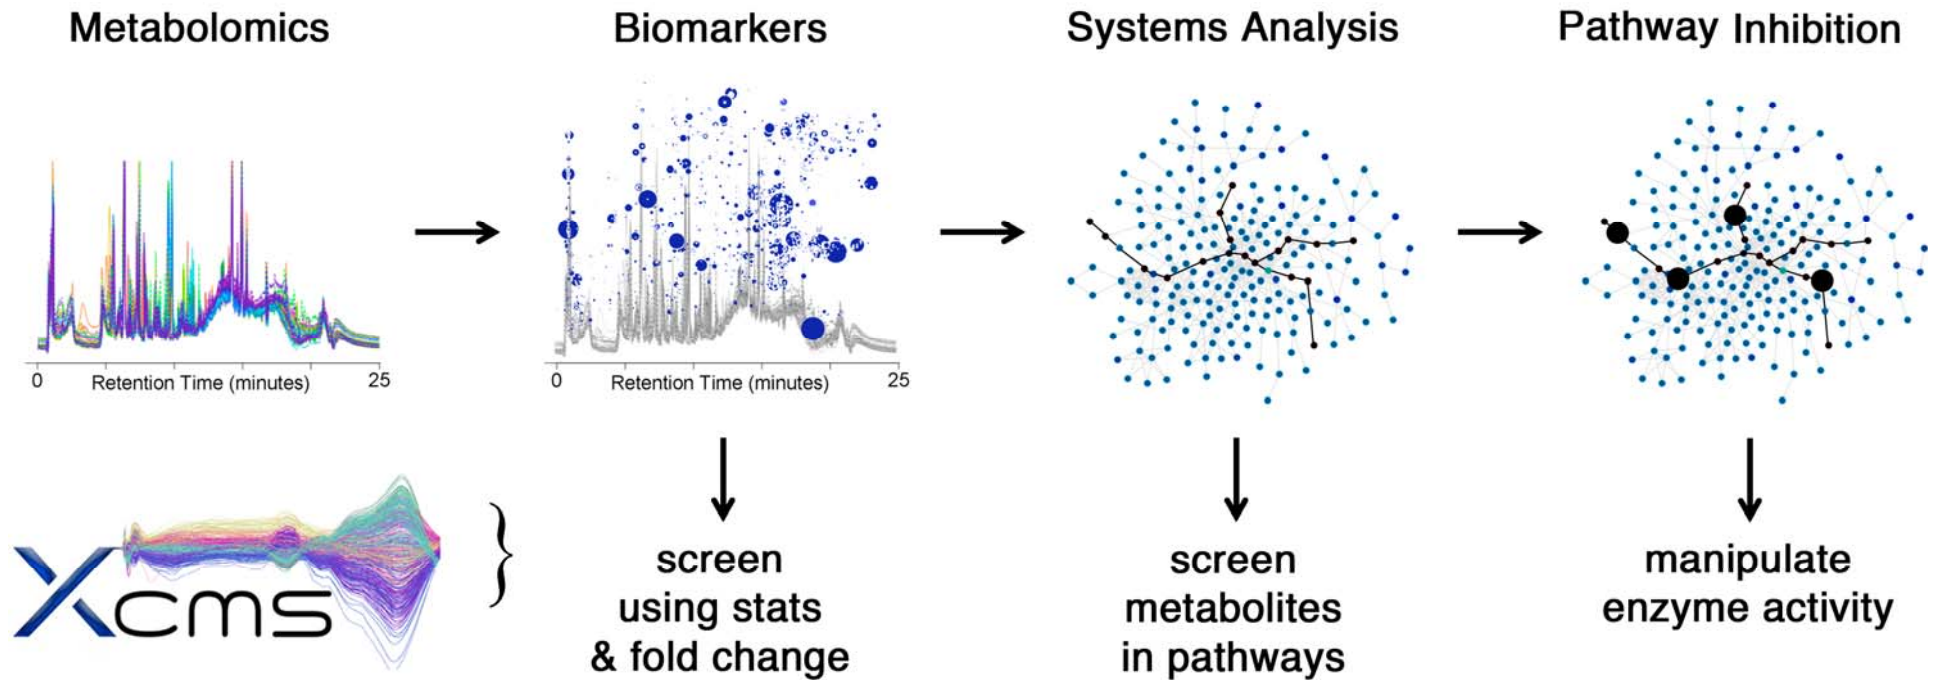 Metabolomics
Biomarkers
Systems Analysis
Pathway Inhibition
0
Retention Time (minutes)
25
0
Retention Time (minutes)
25
Xcms
}
screen
using stats
& fold change
screen
metabolites
in pathways
manipulate
enzyme activity